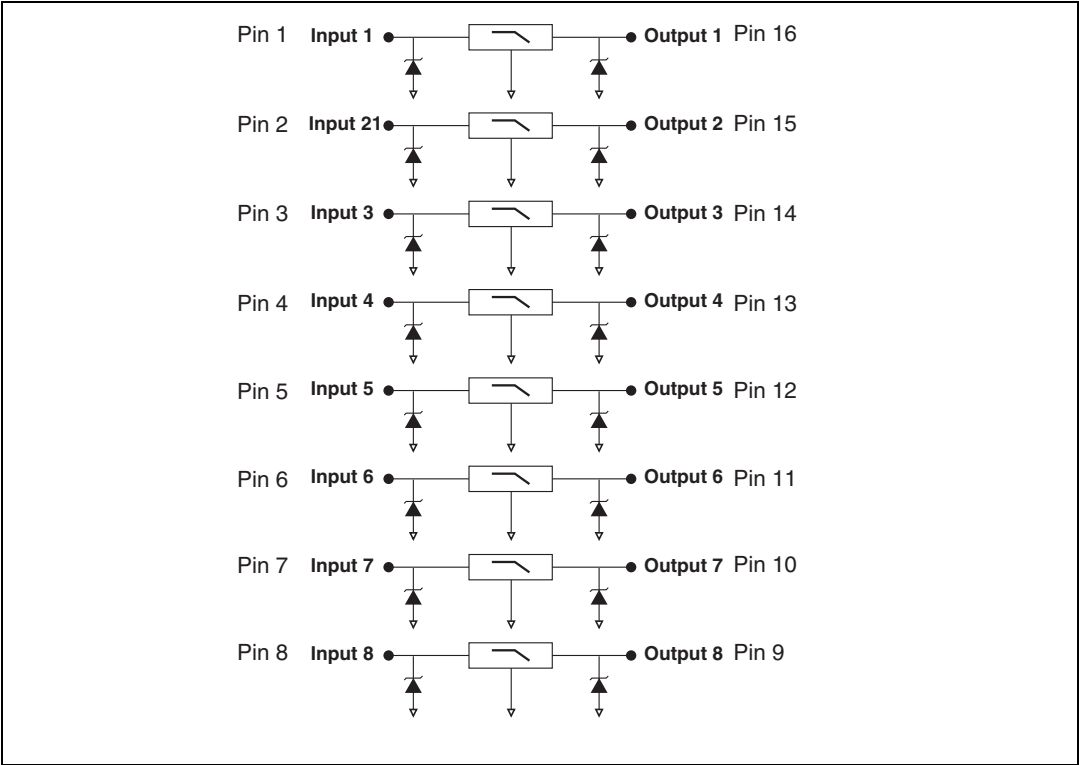 Pin 1 Input 1 Output 1 Pin 16
Pin 2 Input 21 Output 2 Pin 15
Pin 3 Input 3 Output 3 Pin 14
Pin 4 Input 4 Output 4 Pin 13
Pin 5 Input 5 Output 5 Pin 12
Pin 6 Input 6 Output 6 Pin 11
Pin 7 Input 7 Output 7 Pin 10
Pin 8 Input 8 Output 8 Pin 9